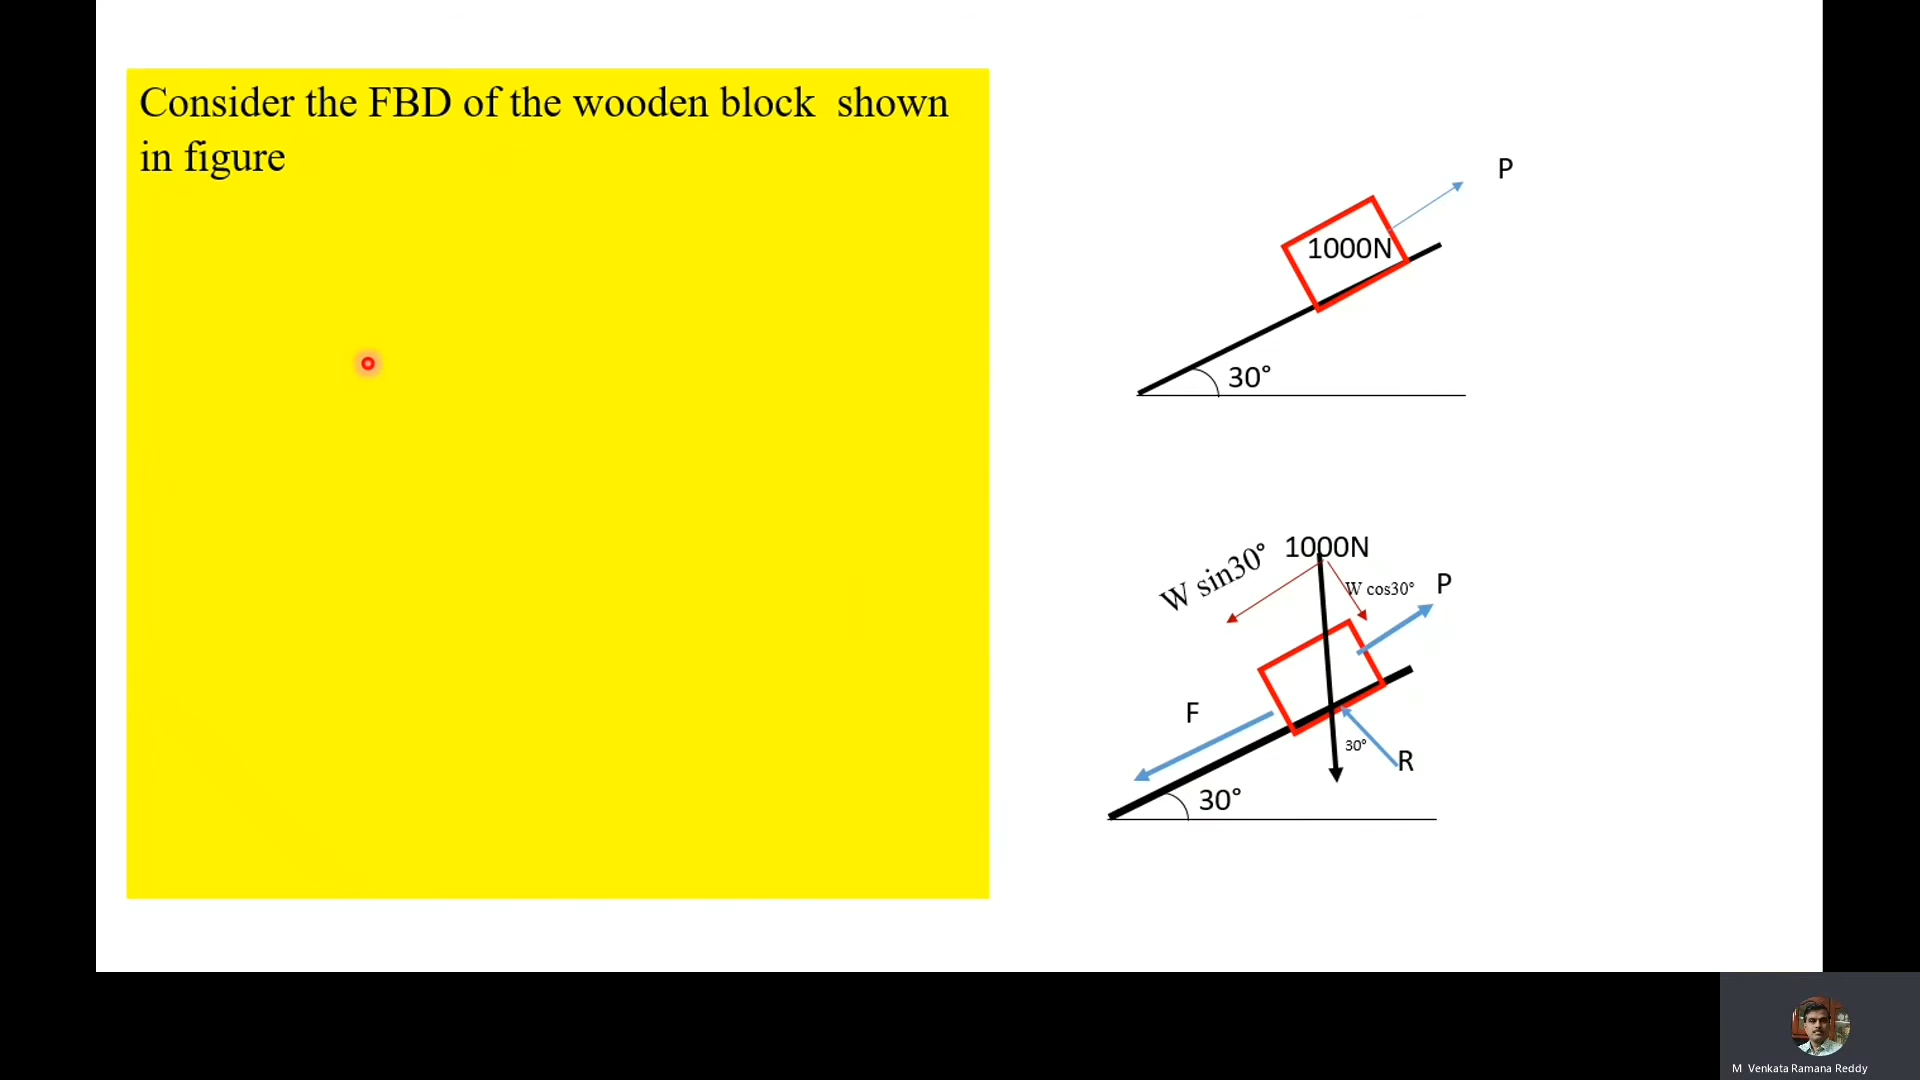 Consider the FBD of the wooden block  shown
in figure
P
1000N
30°
1000N
W sin30°
W cos30°
P
F
30°
R
30°
M Venkata Ramana Reddy